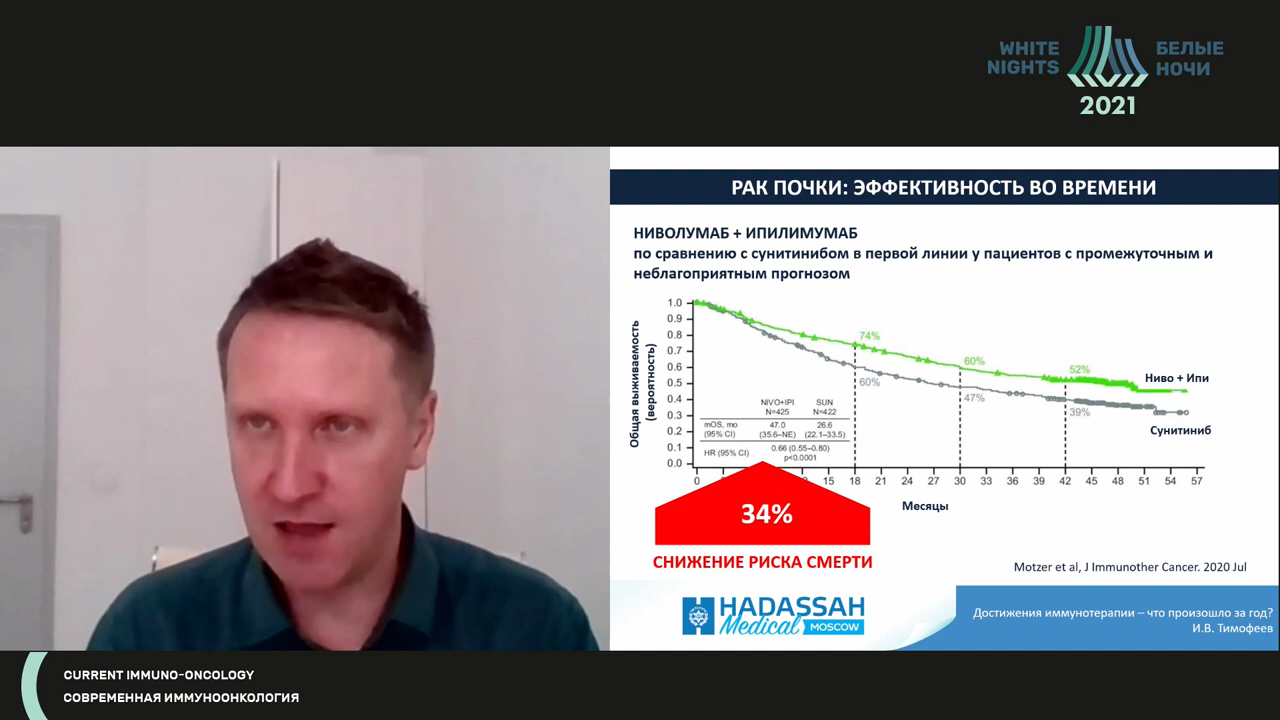 WHITE
NIGHTS
БЕЛЫЕ
НОЧИ
2021
РАК ПОЧКИ: ЭФФЕКТИВНОСТЬ ВО ВРЕМЕНИ
НИВОЛУМАБ + ИПИЛИМУМАБ
по сравнению с сунитинибом в первой линии у пациентов с промежуточным и
неблагоприятным прогнозом
Общая выживаемость
(вероятность)
1.0
0.9
0.8
0.7
0.6
0.5
0.4
0.3
0.2
0.1
0.0
74%
60%
60%
47%
52%
39%
Ниво + Ипи
Сунитиниб
NIVO+IPI SUN
N=425 N=422
mOS, mo 47.0 26.6
(95% CI) (35.6–NE) (22.1–33.5)
HR (95% CI) 0.66 (0.55–0.80)
p<0.0001
0 18 21 24 27 30 33 36 39 42 45 48 51 54 57
Месяцы
34%
СНИЖЕНИЕ РИСКА СМЕРТИ
Motzer et al, J Immunother Cancer. 2020 Jul
HADASSAH
Medical MOSCOW
Достижения иммунотерапии – что произошло за год?
И.В. Тимофеев
CURRENT IMMUNO-ONCOLOGY
СОВРЕМЕННАЯ ИММУНООНКОЛОГИЯ